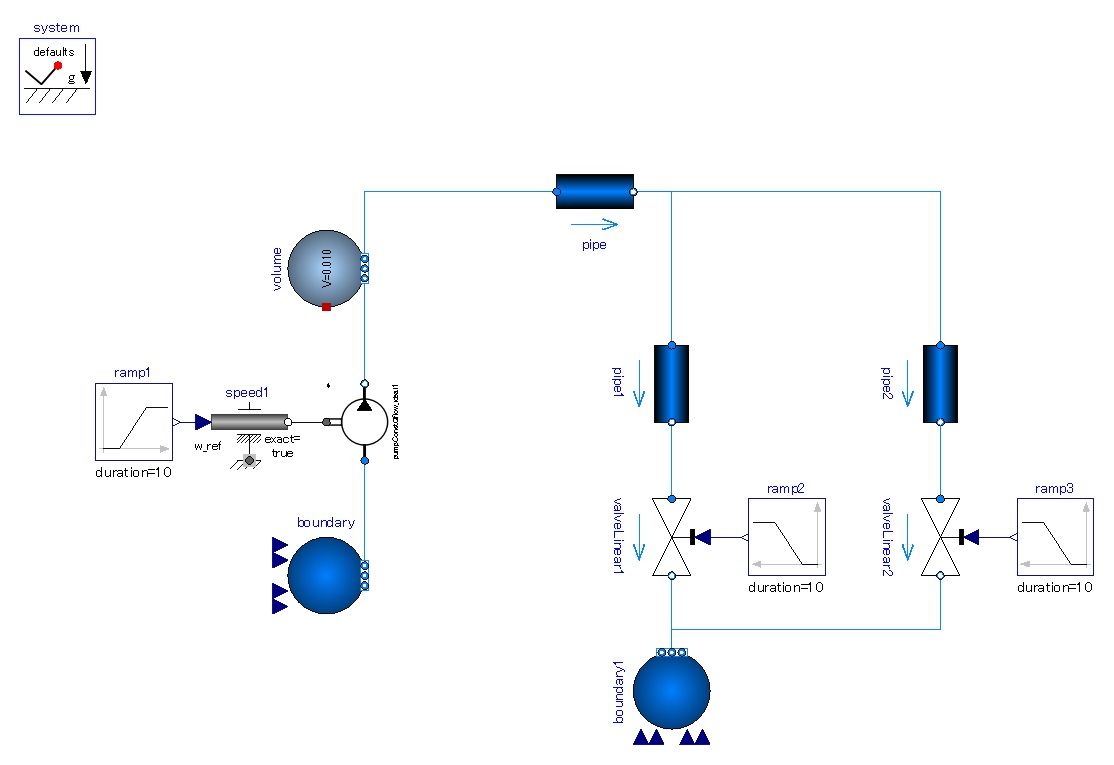 system
defaults
g
pipe
volume
V=0.010
ramp1
duration=10
speed1
w_ref
exact=
true
boundary
pipe1
pipe2
valveLinear1
ramp2
duration=10
valveLinear2
ramp3
duration=10
boundary1